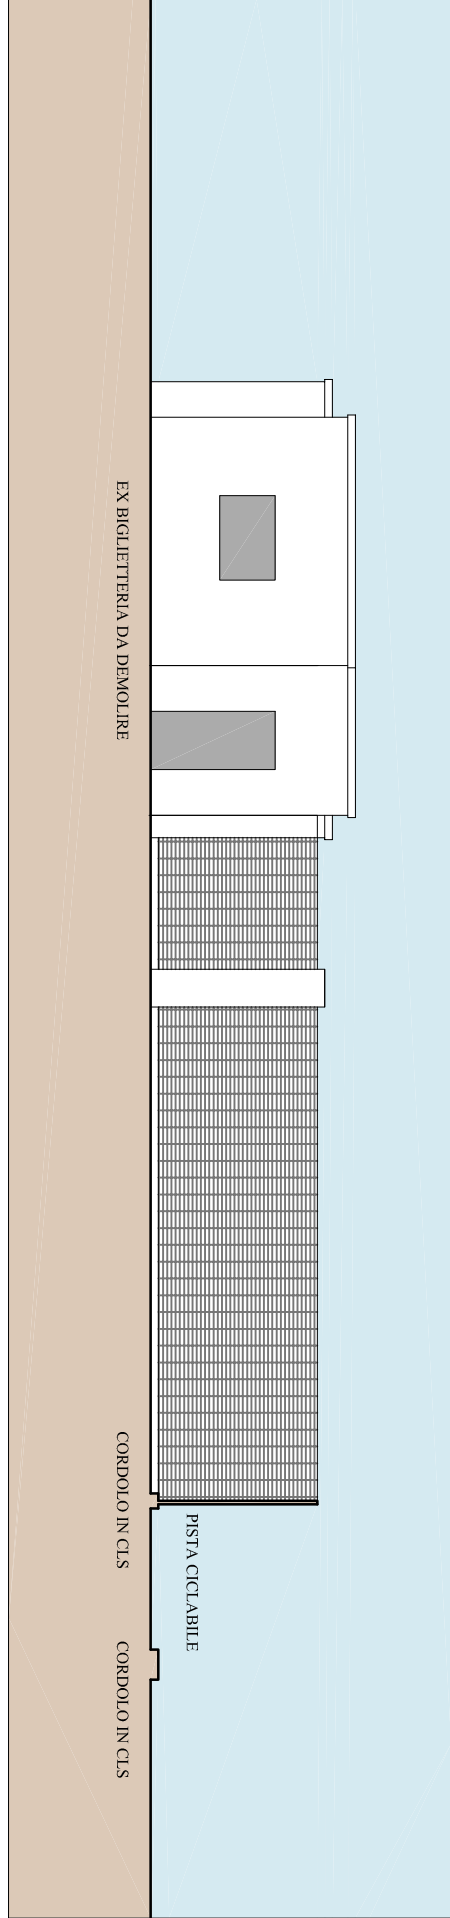 EX BIGLIETTERIA DA DEMOLIRE
CORDOLO IN CLS
PISTA CICLABILE
CORDOLO IN CLS